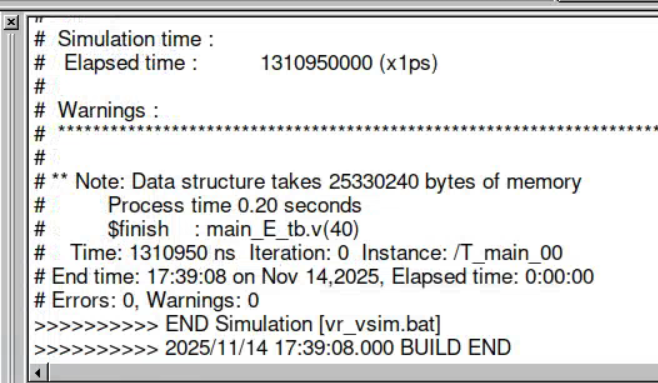 #
# Simulation time :
#   Elapsed time :           1310950000 (x1ps)
#
# Warnings :
# *********************************************************************
#
# ** Note: Data structure takes 25330240 bytes of memory
#          Process time 0.20 seconds
#          $finish    : main_E_tb.v(40)
#    Time: 1310950 ns  Iteration: 0  Instance: /T_main_00
# End time: 17:39:08 on Nov 14,2025, Elapsed time: 0:00:00
# Errors: 0, Warnings: 0
>>>>>>>>>> END Simulation [vr_vsim.bat]
>>>>>>>>>> 2025/11/14 17:39:08.000 BUILD END